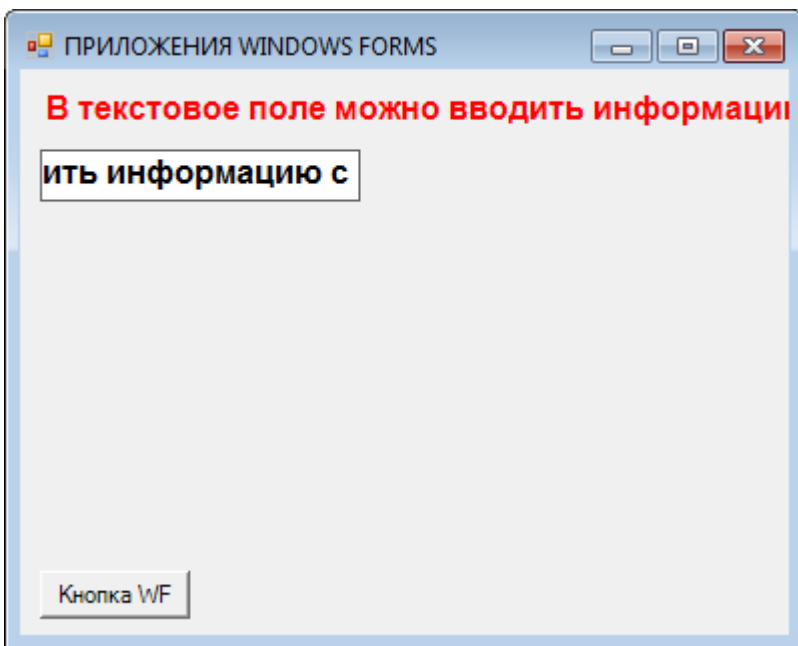 ПРИЛОЖЕНИЯ WINDOWS FORMS
В текстовое поле можно вводить информаци
ить информацию с
Кнопка WF